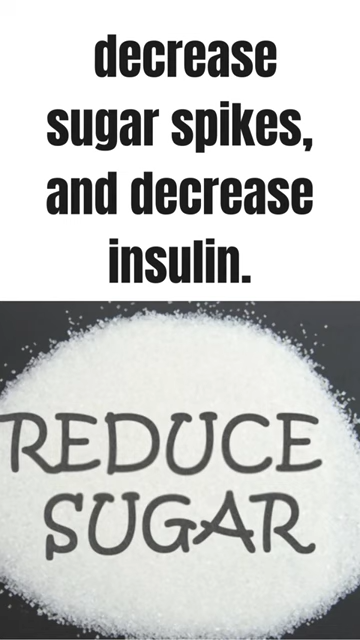 decrease
sugar spikes,
and decrease
insulin.
REDUCE
SUGAR